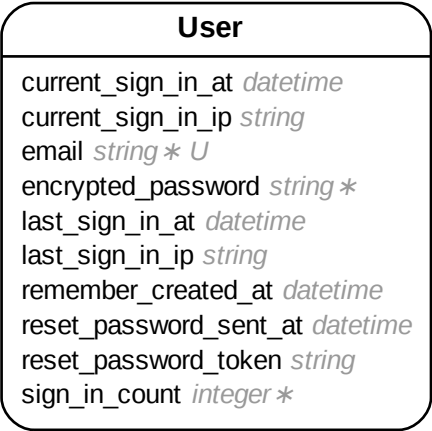 User
current_sign_in_at datetime
current_sign_in_ip string
email string ∗ U
encrypted_password string ∗
last_sign_in_at datetime
last_sign_in_ip string
remember_created_at datetime
reset_password_sent_at datetime
reset_password_token string
sign_in_count integer ∗